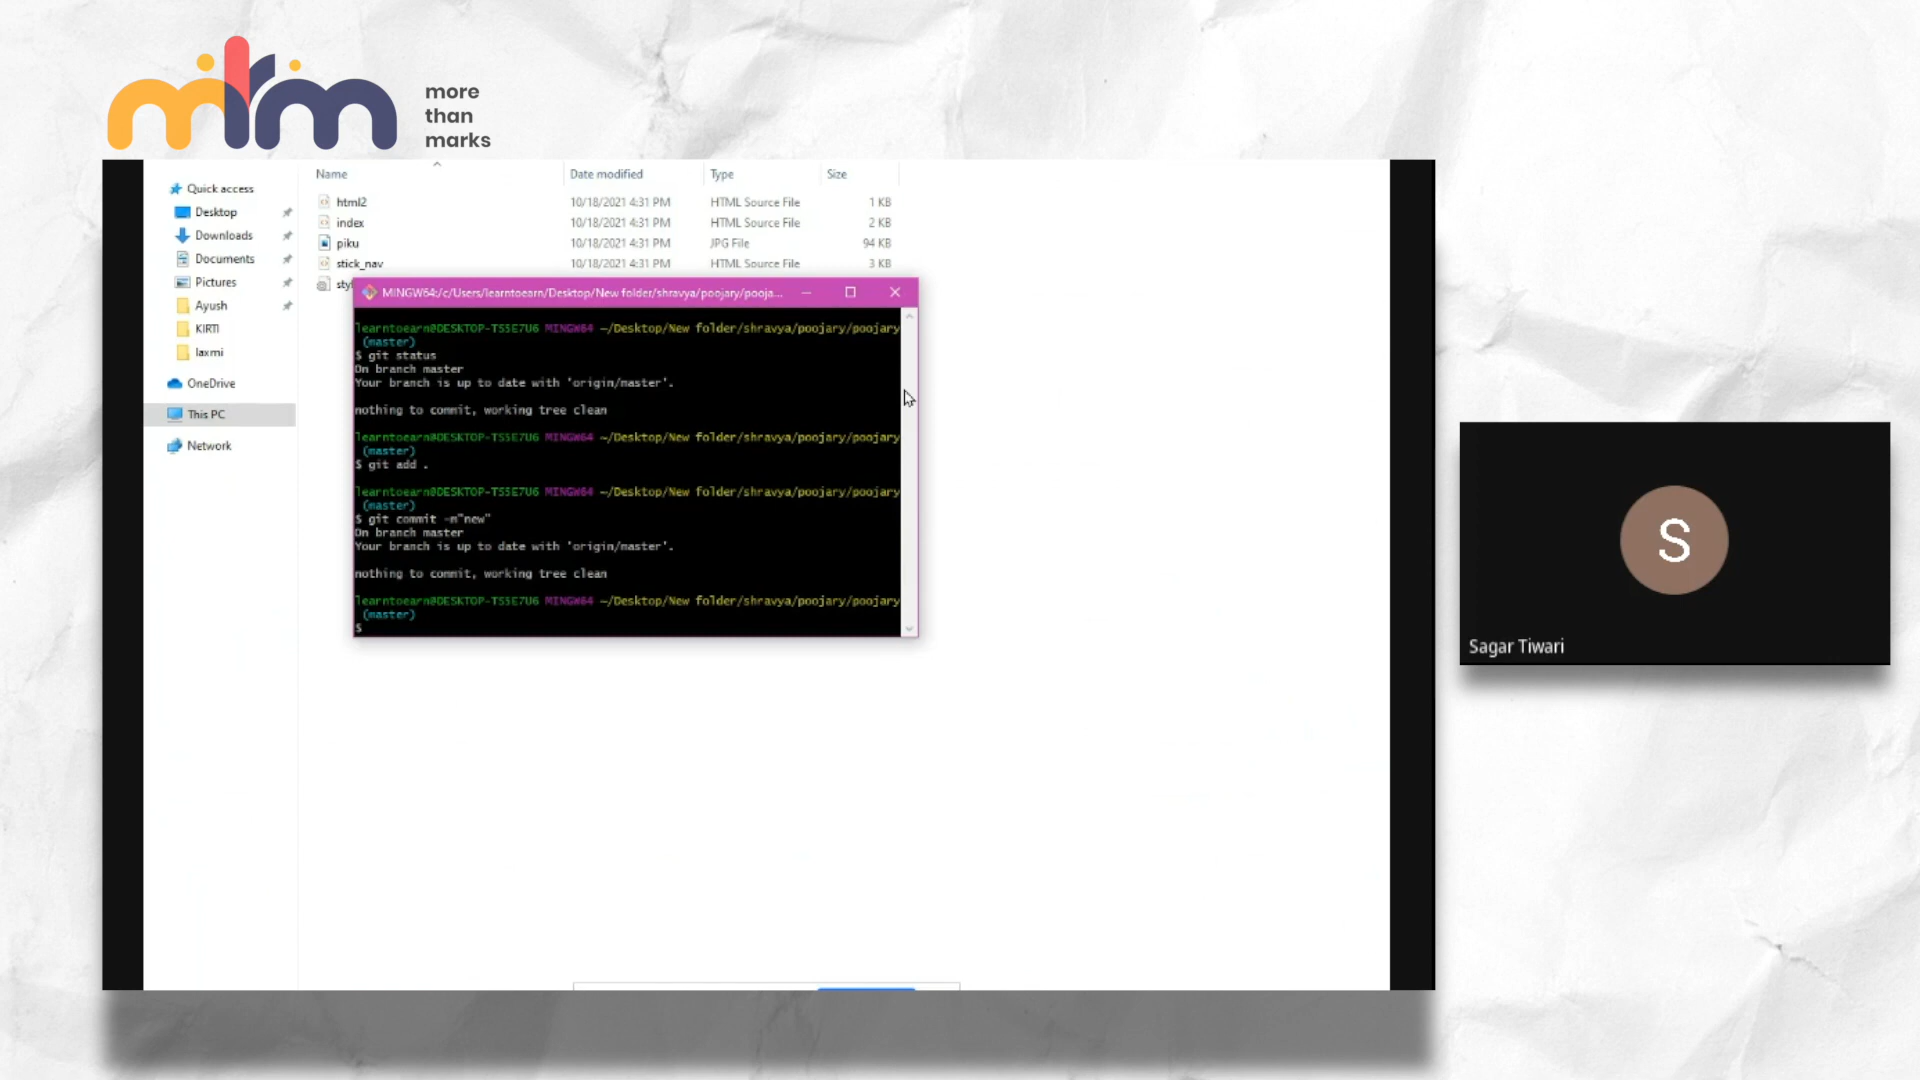 mtm
more
than
marks
Name Date modified Type Size
Quick access
Desktop
Downloads
Documents
Pictures
Ayush
KIRTI
laxmi
OneDrive
This PC
Network
html2 10/18/2021 4:31 PM HTML Source File 1 KB
index 10/18/2021 4:31 PM HTML Source File 2 KB
piku 10/18/2021 4:31 PM JPG File 94 KB
stick_nav 10/18/2021 4:31 PM HTML Source File 3 KB
MINGW64:/c/Users/learntoearn/Desktop/New folder/shravya/poojary/pooja...
learntoearn@DESKTOP-TS5E7U6 MINGW64 ~/Desktop/New folder/shravya/poojary/poojary
(master)
$ git status
On branch master
Your branch is up to date with 'origin/master'.
nothing to commit, working tree clean
learntoearn@DESKTOP-TS5E7U6 MINGW64 ~/Desktop/New folder/shravya/poojary/poojary
(master)
$ git add .
learntoearn@DESKTOP-TS5E7U6 MINGW64 ~/Desktop/New folder/shravya/poojary/poojary
(master)
$ git commit -m"new"
On branch master
Your branch is up to date with 'origin/master'.
nothing to commit, working tree clean
learntoearn@DESKTOP-TS5E7U6 MINGW64 ~/Desktop/New folder/shravya/poojary/poojary
(master)
$
S
Sagar Tiwari